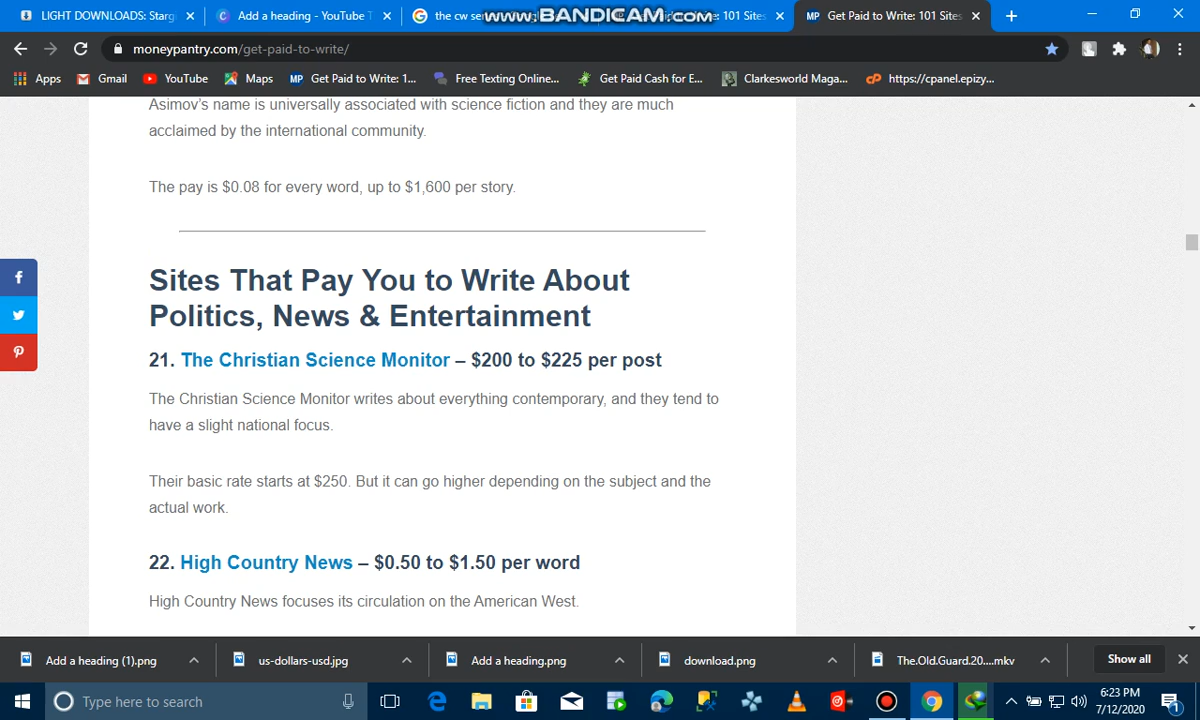 LIGHT DOWNLOADS: Starg
Add a heading - YouTube T
the cw se
www.BANDICAM.com
: 101 Sites
MP Get Paid to Write: 101 Sites
moneypantry.com/get-paid-to-write/
Apps
Gmail
YouTube
Maps
MP Get Paid to Write: 1...
Free Texting Online...
Get Paid Cash for E...
Clarkesworld Maga...
cP https://cpanel.epizy...
Asimov's name is universally associated with science fiction and they are much
acclaimed by the international community.
The pay is $0.08 for every word, up to $1,600 per story.
Sites That Pay You to Write About
Politics, News & Entertainment
21. The Christian Science Monitor – $200 to $225 per post
The Christian Science Monitor writes about everything contemporary, and they tend to
have a slight national focus.
Their basic rate starts at $250. But it can go higher depending on the subject and the
actual work.
22. High Country News – $0.50 to $1.50 per word
High Country News focuses its circulation on the American West.
Add a heading (1).png
us-dollars-usd.jpg
Add a heading.png
download.png
The.Old.Guard.20....mkv
Show all
Type here to search
6:23 PM
7/12/2020
1